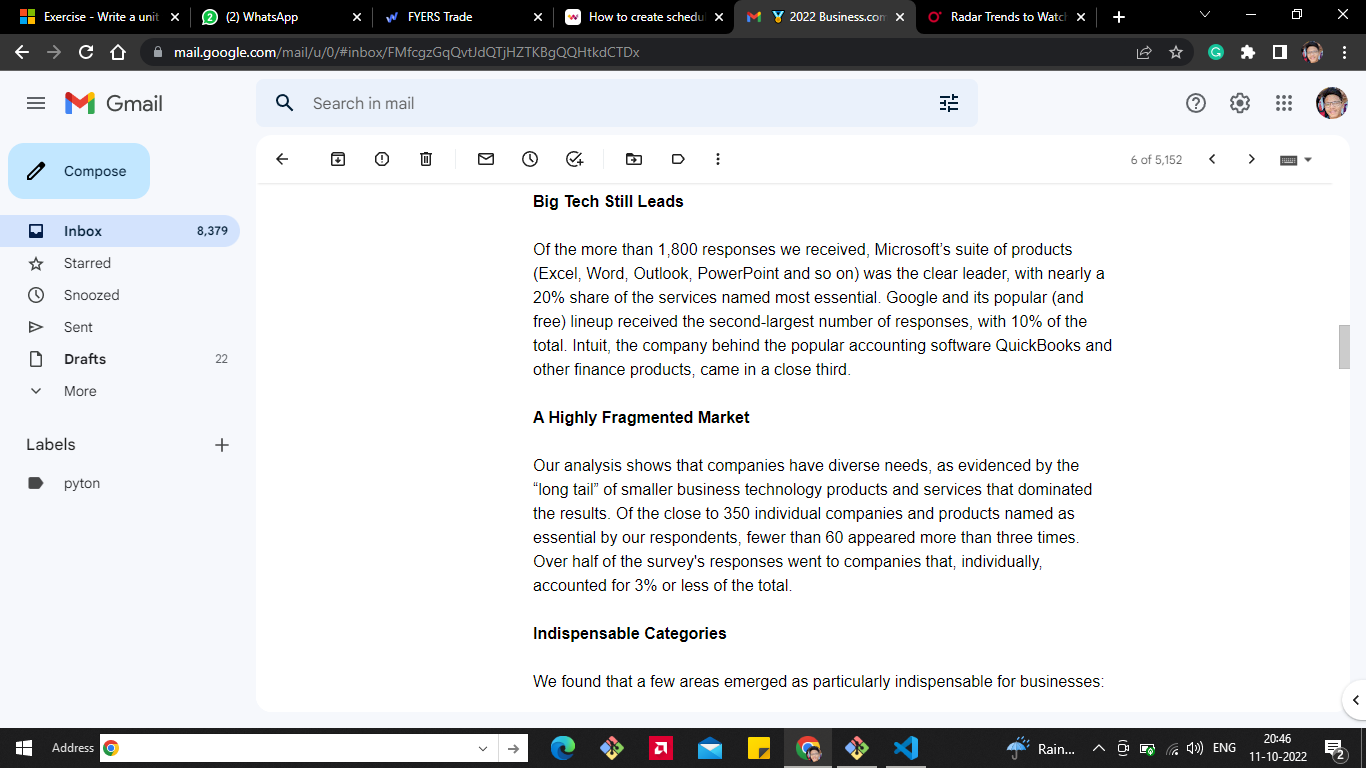 Exercise - Write a unit
(2) WhatsApp
FYERS Trade
How to create schedu
2022 Business.com
Radar Trends to Watch
mail.google.com/mail/u/0/#inbox/FMfcgzGqQvtJdQTjHZTKBgQQHtkdCTDx
Gmail
Search in mail
Compose
6 of 5,152
Inbox 8,379
Starred
Snoozed
Sent
Drafts 22
More
Labels
pyton
Big Tech Still Leads
Of the more than 1,800 responses we received, Microsoft’s suite of products
(Excel, Word, Outlook, PowerPoint and so on) was the clear leader, with nearly a
20% share of the services named most essential. Google and its popular (and
free) lineup received the second-largest number of responses, with 10% of the
total. Intuit, the company behind the popular accounting software QuickBooks and
other finance products, came in a close third.
A Highly Fragmented Market
Our analysis shows that companies have diverse needs, as evidenced by the
“long tail” of smaller business technology products and services that dominated
the results. Of the close to 350 individual companies and products named as
essential by our respondents, fewer than 60 appeared more than three times.
Over half of the survey's responses went to companies that, individually,
accounted for 3% or less of the total.
Indispensable Categories
We found that a few areas emerged as particularly indispensable for businesses:
Address
Rain...
ENG
20:46
11-10-2022
2